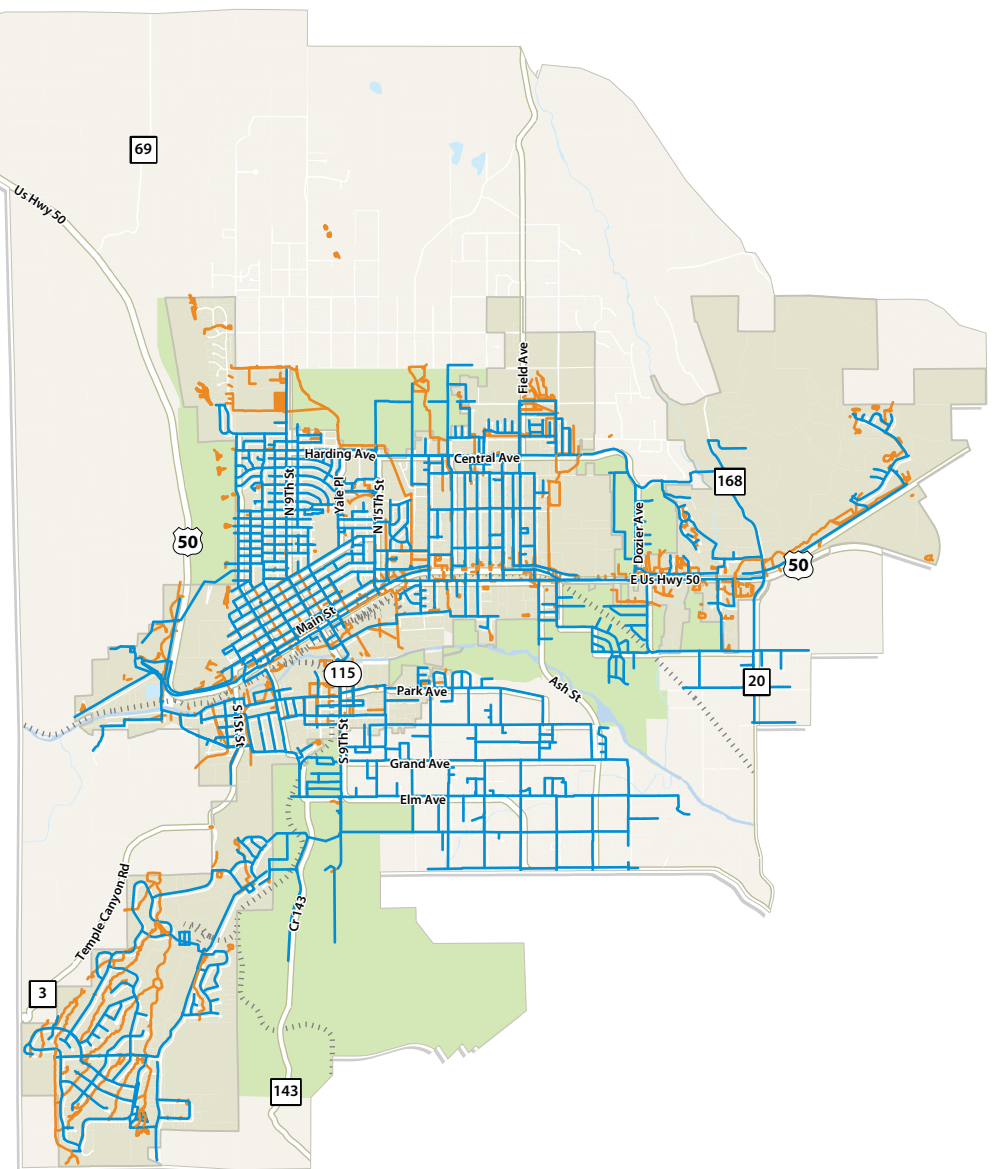 69
Us Hwy 50
Field Ave
Harding Ave
Central Ave
N 9Th St
Yale Pl
N 15Th St
168
Dozier Ave
50
50
E Us Hwy 50
Main St
115
20
Park Ave
Ash St
S 1St St
S 9Th St
Grand Ave
Elm Ave
Temple Canyon Rd
Cr 143
3
143